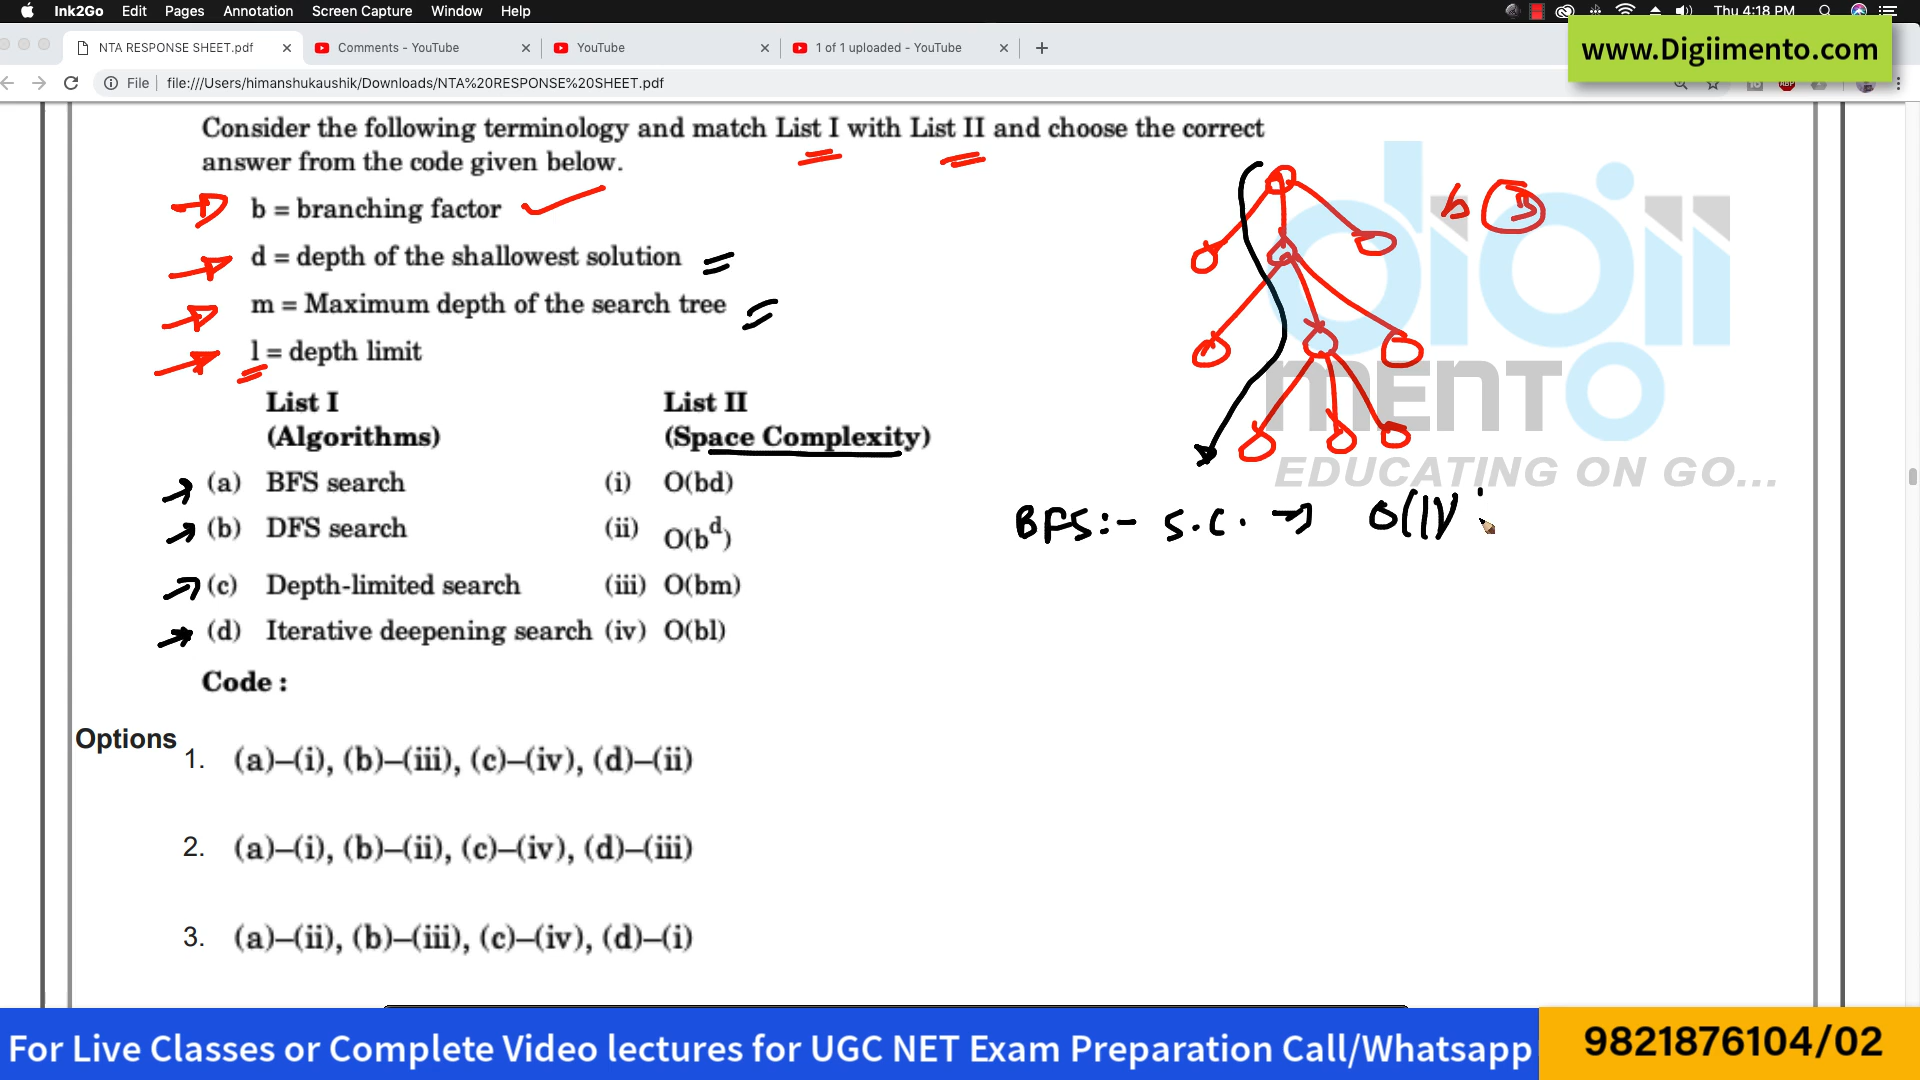 Ink2Go Edit Pages Annotation Screen Capture Window Help
Thu 4:18 PM
NTA RESPONSE SHEET.pdf
Comments - YouTube
YouTube
1 of 1 uploaded - YouTube
www.Digiimento.com
File
file:///Users/himanshukaushik/Downloads/NTA%20RESPONSE%20SHEET.pdf
Consider the following terminology and match List I with List II and choose the correct
answer from the code given below.
b = branching factor
d = depth of the shallowest solution
m = Maximum depth of the search tree
l = depth limit
b 3
digii
MENTO
EDUCATING ON GO...
List I List II
(Algorithms) (Space Complexity)
(a) BFS search (i) O(bd)
(b) DFS search (ii) O(b^d)
(c) Depth-limited search (iii) O(bm)
(d) Iterative deepening search (iv) O(bl)
BFS:- S.C. →
Code :
Options
1. (a)–(i), (b)–(iii), (c)–(iv), (d)–(ii)
2. (a)–(i), (b)–(ii), (c)–(iv), (d)–(iii)
3. (a)–(ii), (b)–(iii), (c)–(iv), (d)–(i)
For Live Classes or Complete Video lectures for UGC NET Exam Preparation Call/Whatsapp
9821876104/02